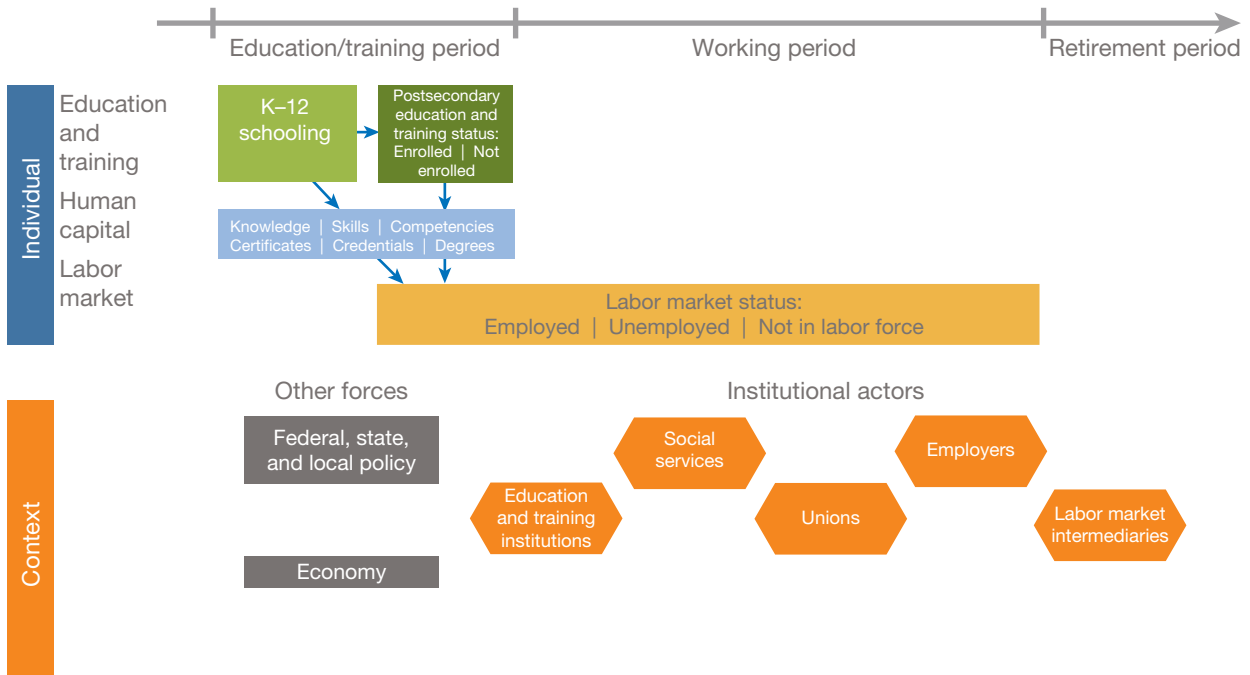 Education/training period
Working period
Retirement period
Individual
Education
and
training
Human
capital
Labor
market
K–12
schooling
Postsecondary
education and
training status:
Enrolled | Not
enrolled
Knowledge | Skills | Competencies
Certificates | Credentials | Degrees
Labor market status:
Employed | Unemployed | Not in labor force
Context
Other forces
Federal, state,
and local policy
Economy
Institutional actors
Education
and training
institutions
Social
services
Unions
Employers
Labor market
intermediaries